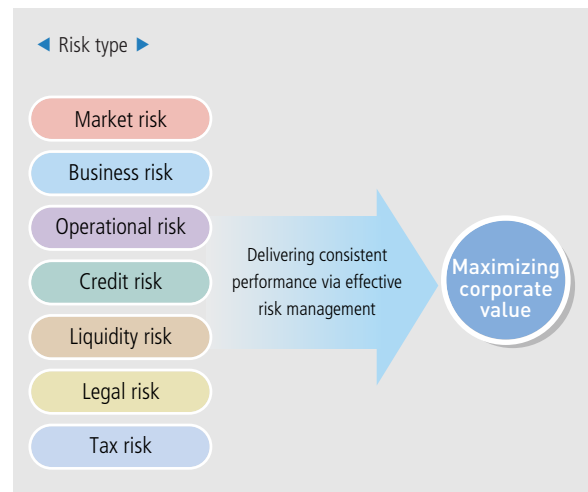 ◀ Risk type ▶
Market risk
Business risk
Operational risk
Credit risk
Liquidity risk
Legal risk
Tax risk
Delivering consistent
performance via effective
risk management
Maximizing
corporate
value